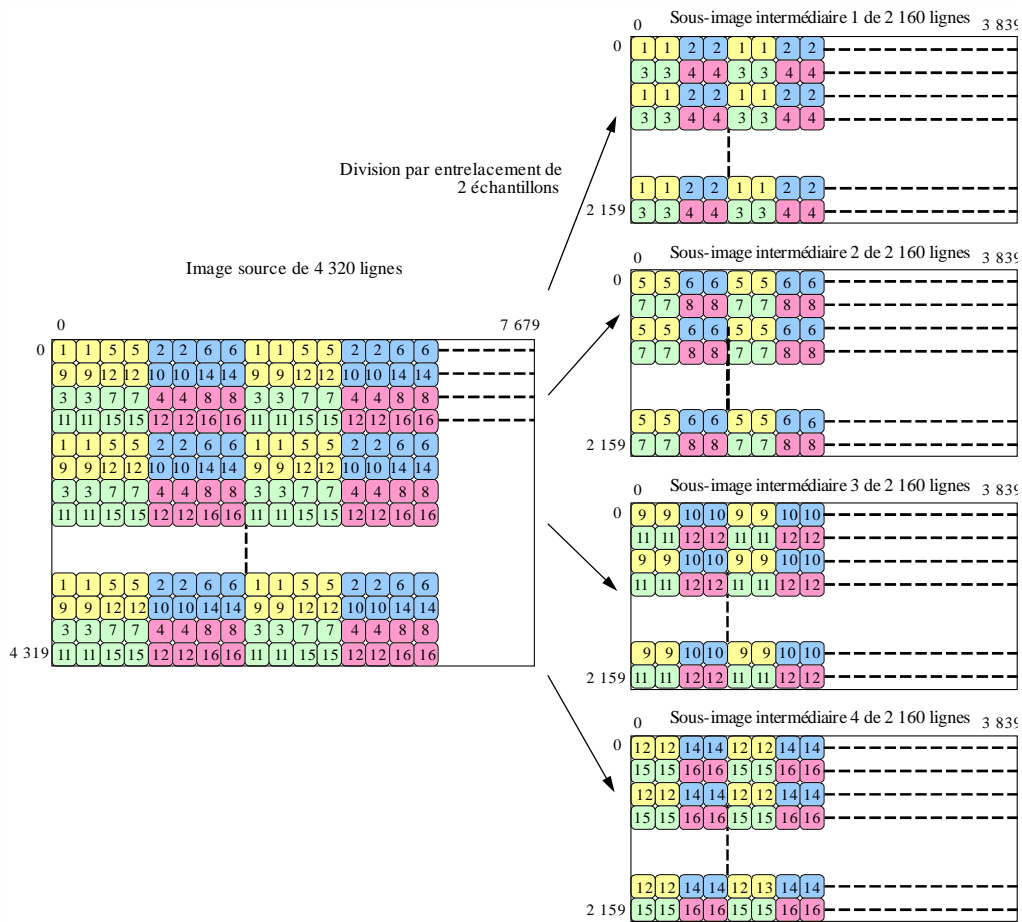 0 Sous-image intermédiaire 1 de 2 160 lignes 3 839
0 1 1 2 2 1 1 2 2
3 3 4 4 3 3 4 4
1 1 2 2 1 1 2 2
3 3 4 4 3 3 4 4
1 1 2 2 1 1 2 2
2 159 3 3 4 4 3 3 4 4
Division par entrelacement de
2 échantillons
Image source de 4 320 lignes
0 7 679
0 1 1 5 5 2 2 6 6 1 1 5 5 2 2 6 6
9 9 12 12 10 10 14 14 9 9 12 12 10 10 14 14
3 3 7 7 4 4 8 8 3 3 7 7 4 4 8 8
11 11 15 15 12 12 16 16 11 11 15 15 12 12 16 16
1 1 5 5 2 2 6 6 1 1 5 5 2 2 6 6
9 9 12 12 10 10 14 14 9 9 12 12 10 10 14 14
3 3 7 7 4 4 8 8 3 3 7 7 4 4 8 8
11 11 15 15 12 12 16 16 11 11 15 15 12 12 16 16
1 1 5 5 2 2 6 6 1 1 5 5 2 2 6 6
9 9 12 12 10 10 14 14 9 9 12 12 10 10 14 14
3 3 7 7 4 4 8 8 3 3 7 7 4 4 8 8
4 319 11 11 15 15 12 12 16 16 11 11 15 15 12 12 16 16
0 Sous-image intermédiaire 2 de 2 160 lignes 3 839
0 5 5 6 6 5 5 6 6
7 7 8 8 7 7 8 8
5 5 6 6 5 5 6 6
7 7 8 8 7 7 8 8
5 5 6 6 5 5 6 6
2 159 7 7 8 8 7 7 8 8
0 Sous-image intermédiaire 3 de 2 160 lignes 3 839
0 9 9 10 10 9 9 10 10
11 11 12 12 11 11 12 12
9 9 10 10 9 9 10 10
11 11 12 12 11 11 12 12
9 9 10 10 9 9 10 10
2 159 11 11 12 12 11 11 12 12
0 Sous-image intermédiaire 4 de 2 160 lignes 3 839
0 12 12 14 14 12 12 14 14
15 15 16 16 15 15 16 16
12 12 14 14 12 12 14 14
15 15 16 16 15 15 16 16
12 12 14 14 12 13 14 14
2 159 15 15 16 16 15 15 16 16